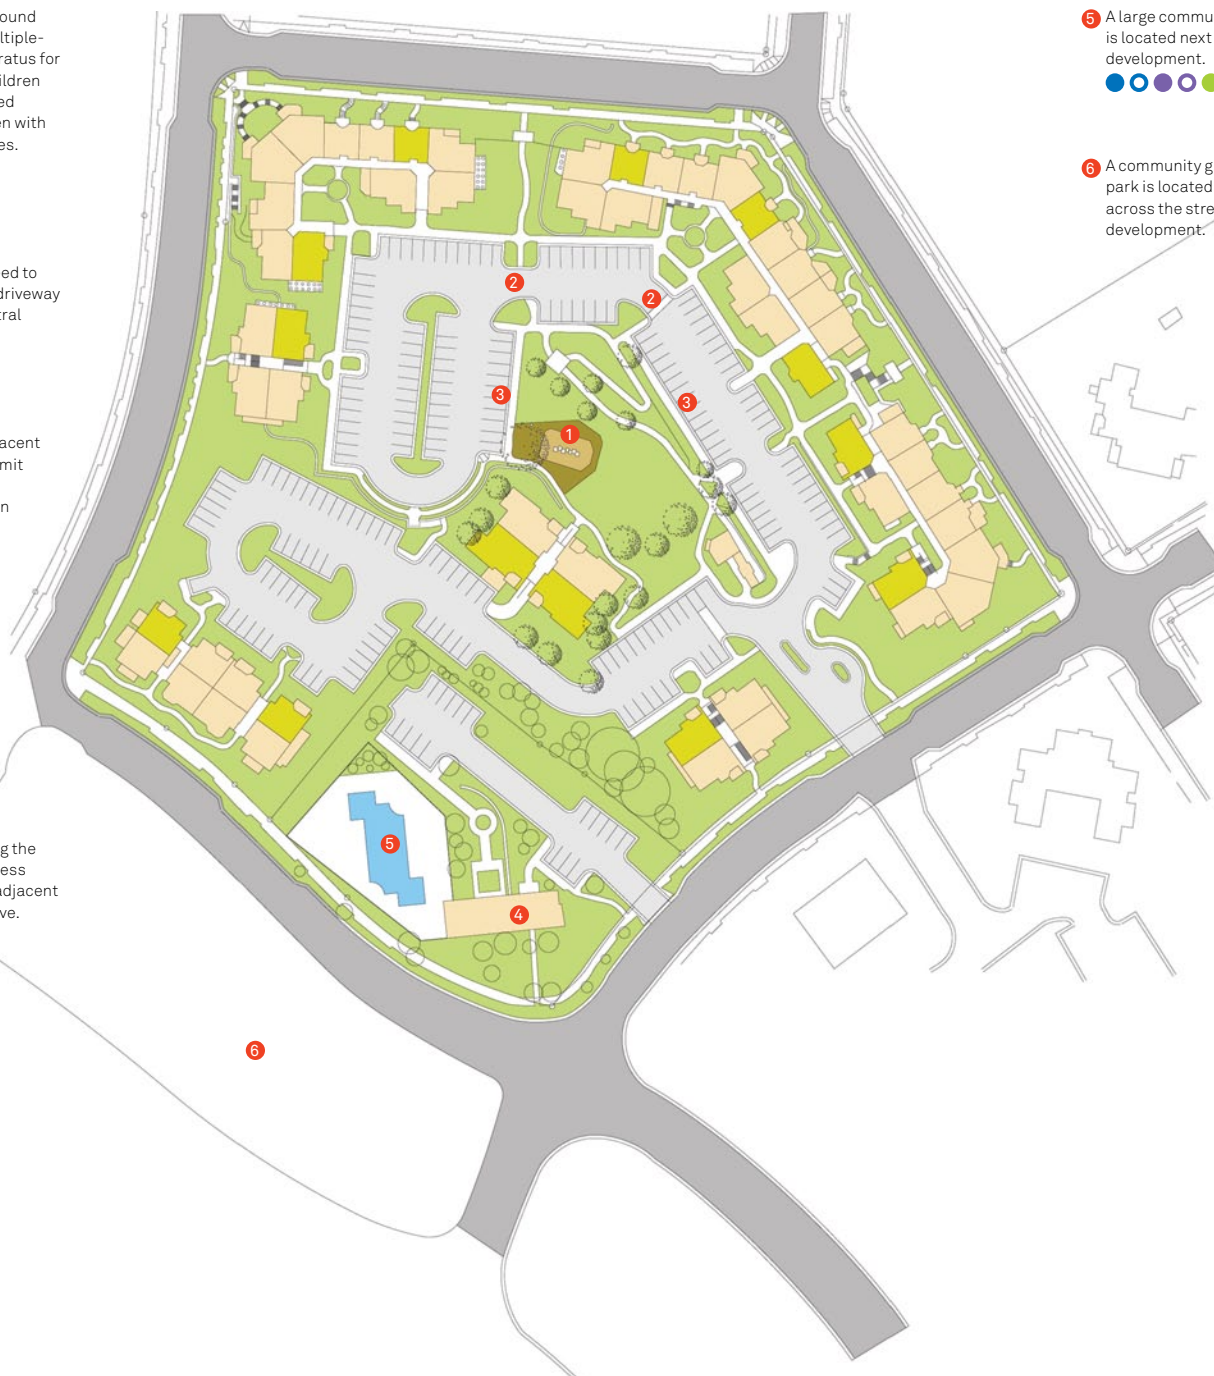 ound
ltiple-
ratus for
ildren
ed
en with
es.
ed to
driveway
tral
acent
mit
n
g the
ess
adjacent
ve.
5 A large commu
is located next
development.
6 A community g
park is located
across the stre
development.
2
2
3
3
1
5
4
6